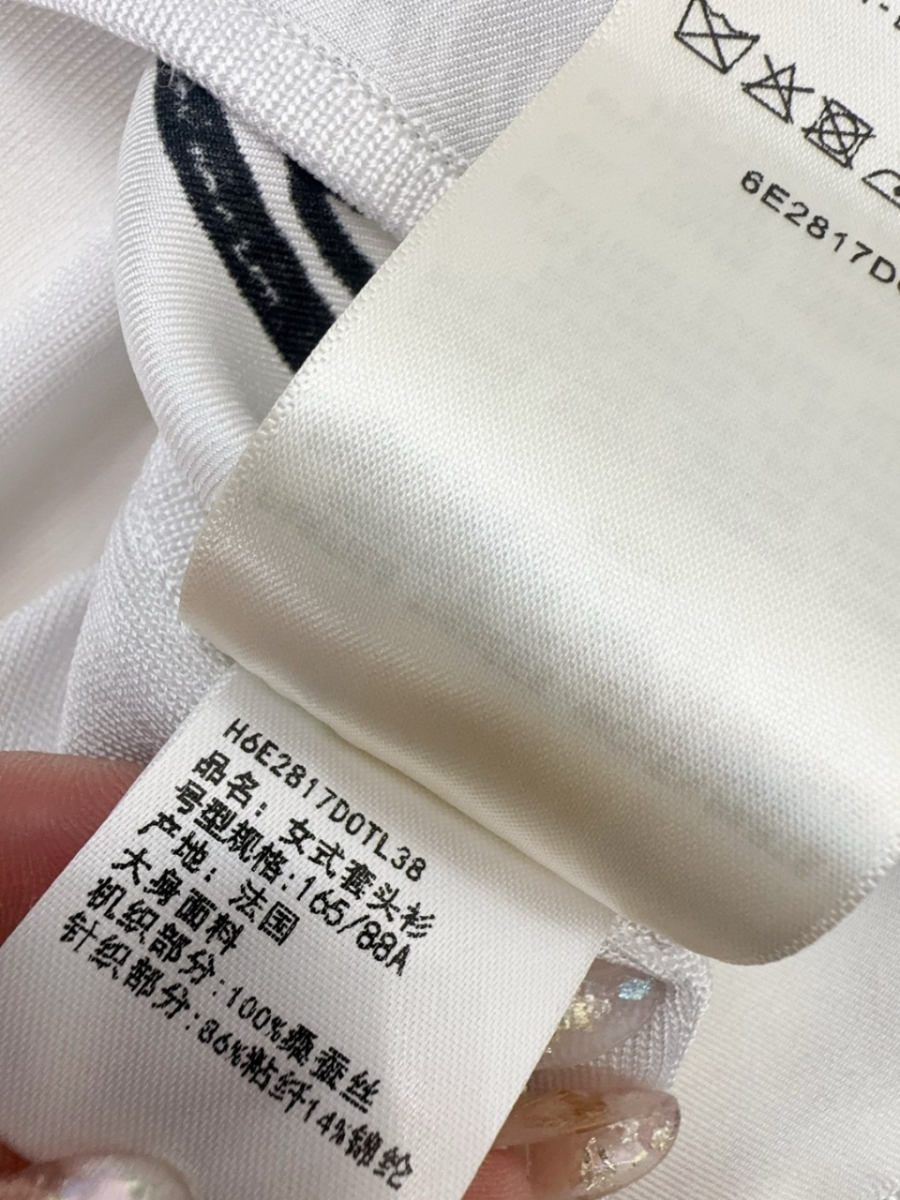 6E2817D
H6E2817DOTL38
品名：女式套头衫
号型规格:165/88A
产地：法国
大身面料
机织部分:100%桑蚕丝
针织部分:86%粘纤14%锦纶